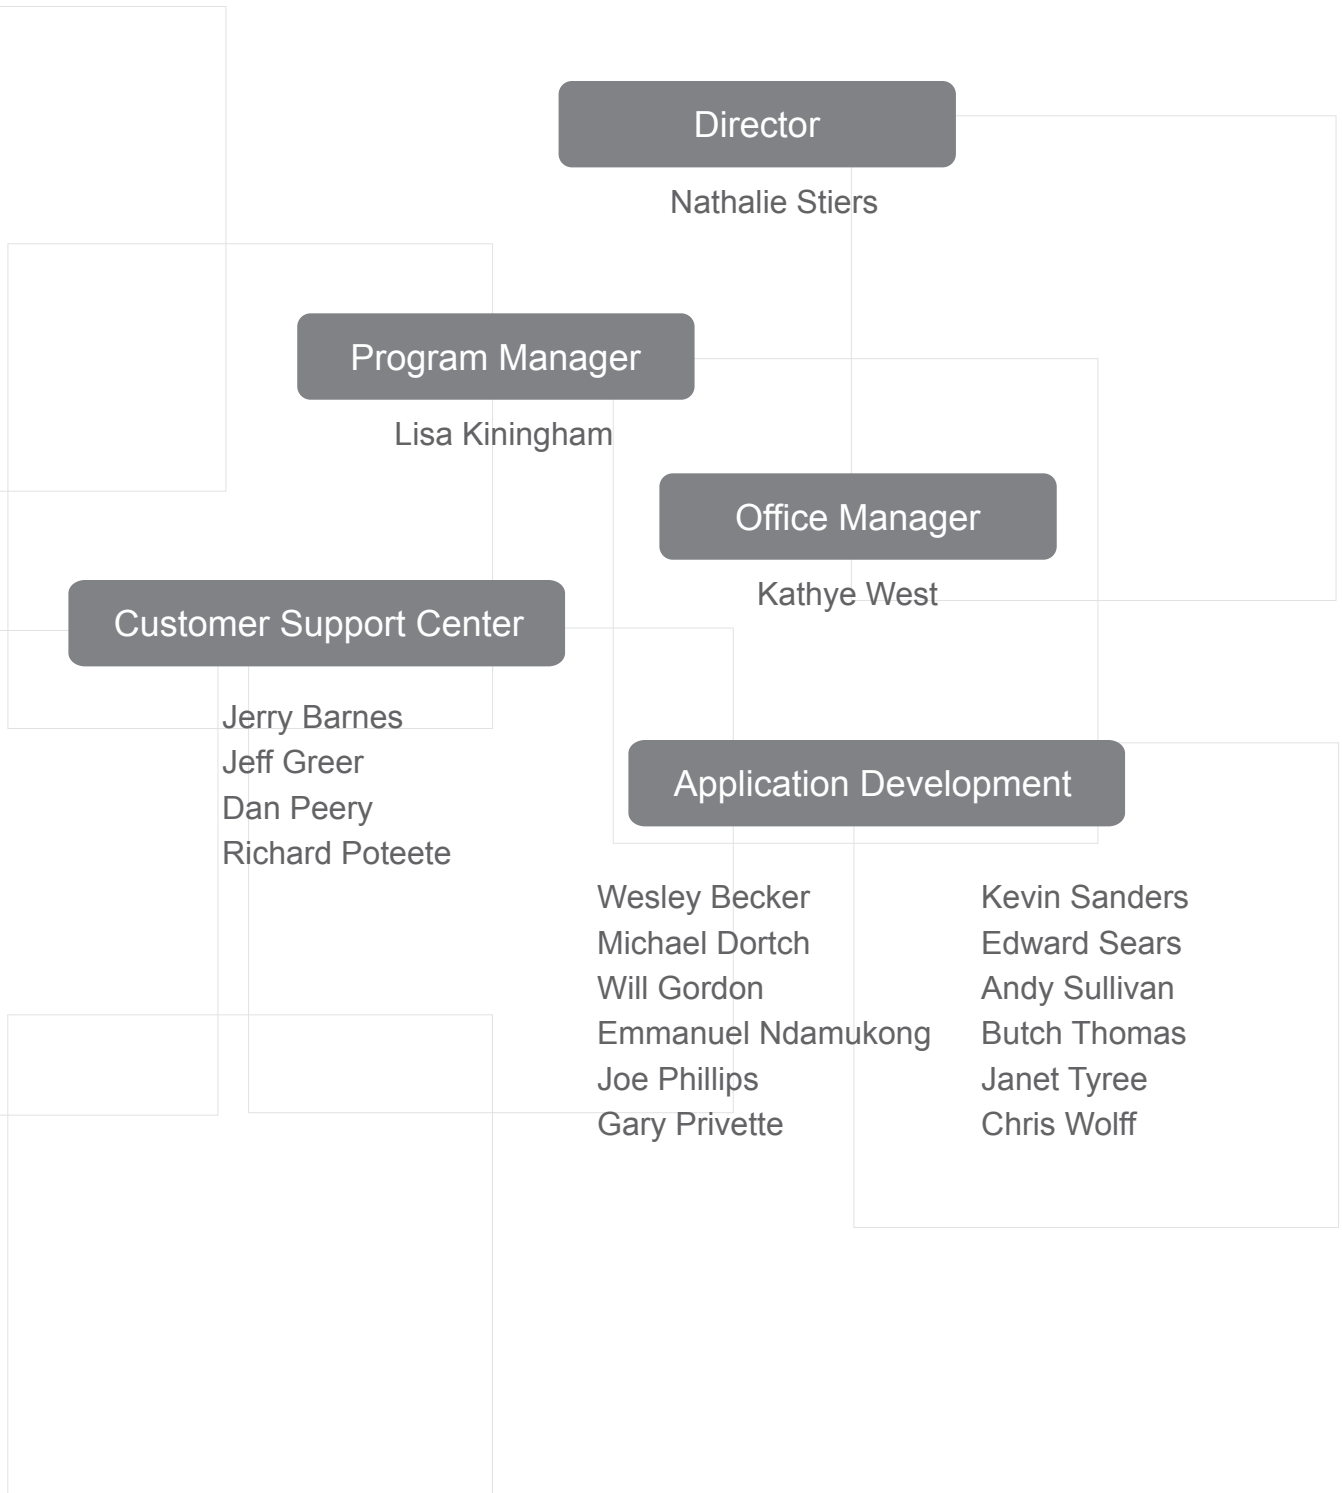 Director
Nathalie Stiers
Program Manager
Lisa Kiningham
Office Manager
Kathye West
Customer Support Center
Jerry Barnes
Jeff Greer
Dan Peery
Richard Poteete
Application Development
Wesley Becker
Michael Dortch
Will Gordon
Emmanuel Ndamukong
Joe Phillips
Gary Privette
Kevin Sanders
Edward Sears
Andy Sullivan
Butch Thomas
Janet Tyree
Chris Wolff